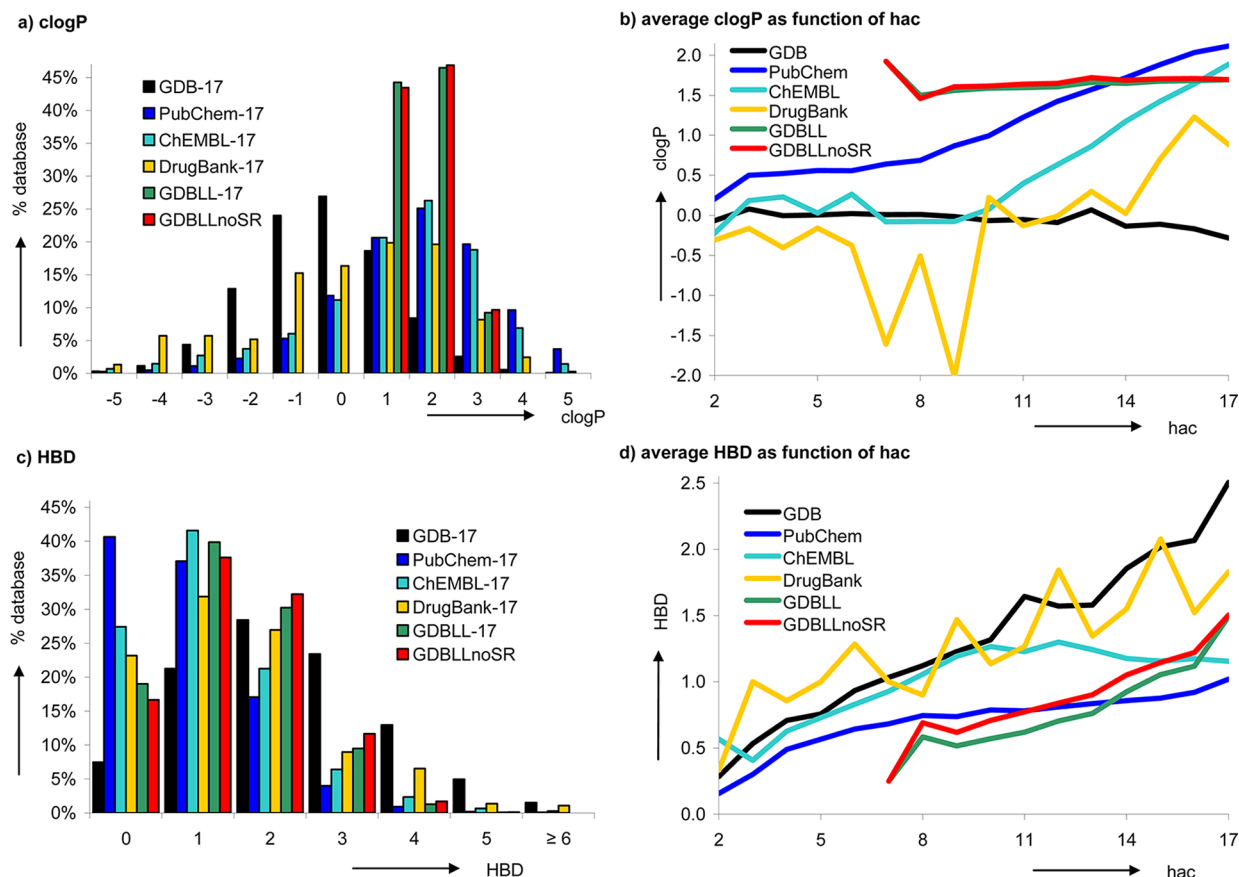 a) clogP
% database
45%
40%
35%
30%
25%
20%
15%
10%
5%
0%
GDB-17
PubChem-17
ChEMBL-17
DrugBank-17
GDBLL-17
GDBLLnoSR
-5 -4 -3 -2 -1 0 1 2 3 4 5
clogP
b) average clogP as function of hac
clogP
2.0
1.5
1.0
0.5
0.0
-0.5
-1.0
-1.5
-2.0
GDB
PubChem
ChEMBL
DrugBank
GDBLL
GDBLLnoSR
2 5 8 11 14 17
hac
c) HBD
% database
45%
40%
35%
30%
25%
20%
15%
10%
5%
0%
GDB-17
PubChem-17
ChEMBL-17
DrugBank-17
GDBLL-17
GDBLLnoSR
0 1 2 3 4 5 ≥ 6
HBD
d) average HBD as function of hac
HBD
2.5
2.0
1.5
1.0
0.5
0.0
GDB
PubChem
ChEMBL
DrugBank
GDBLL
GDBLLnoSR
2 5 8 11 14 17
hac